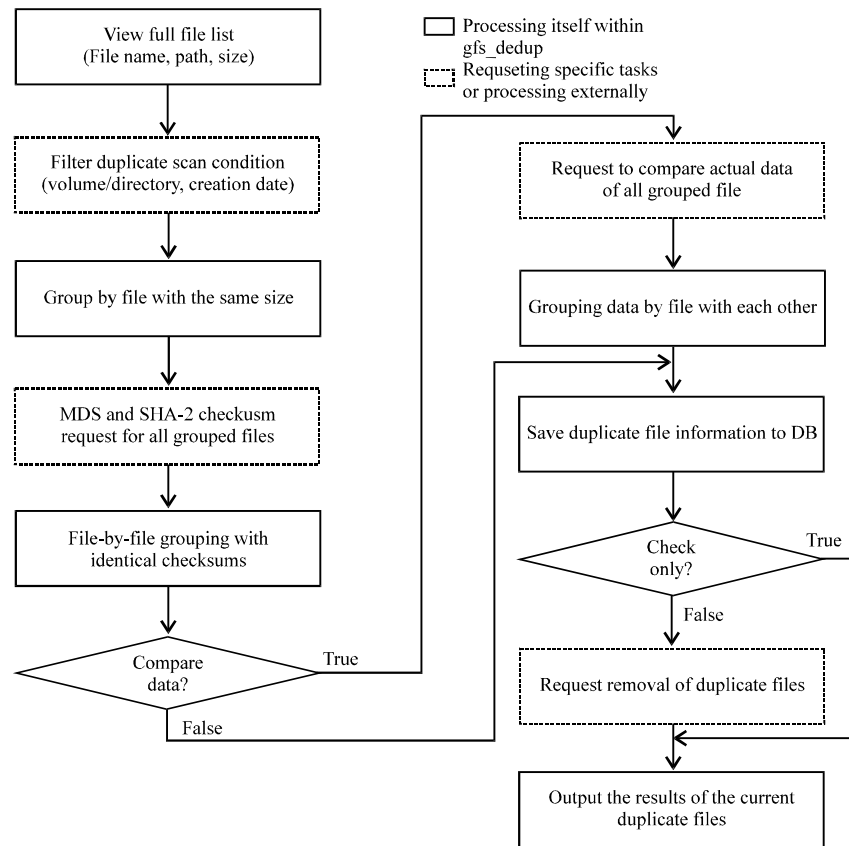 View full file list
(File name, path, size)
Filter duplicate scan condition
(volume/directory, creation date)
Group by file with the same size
MDS and SHA-2 checkusm
request for all grouped files
File-by-file grouping with
identical checksums
Compare
data?
True
False
Processing itself within
gfs_dedup
Requseting specific tasks
or processing externally
Request to compare actual data
of all grouped file
Grouping data by file with each other
Save duplicate file information to DB
Check
only?
True
False
Request removal of duplicate files
Output the results of the current
duplicate files